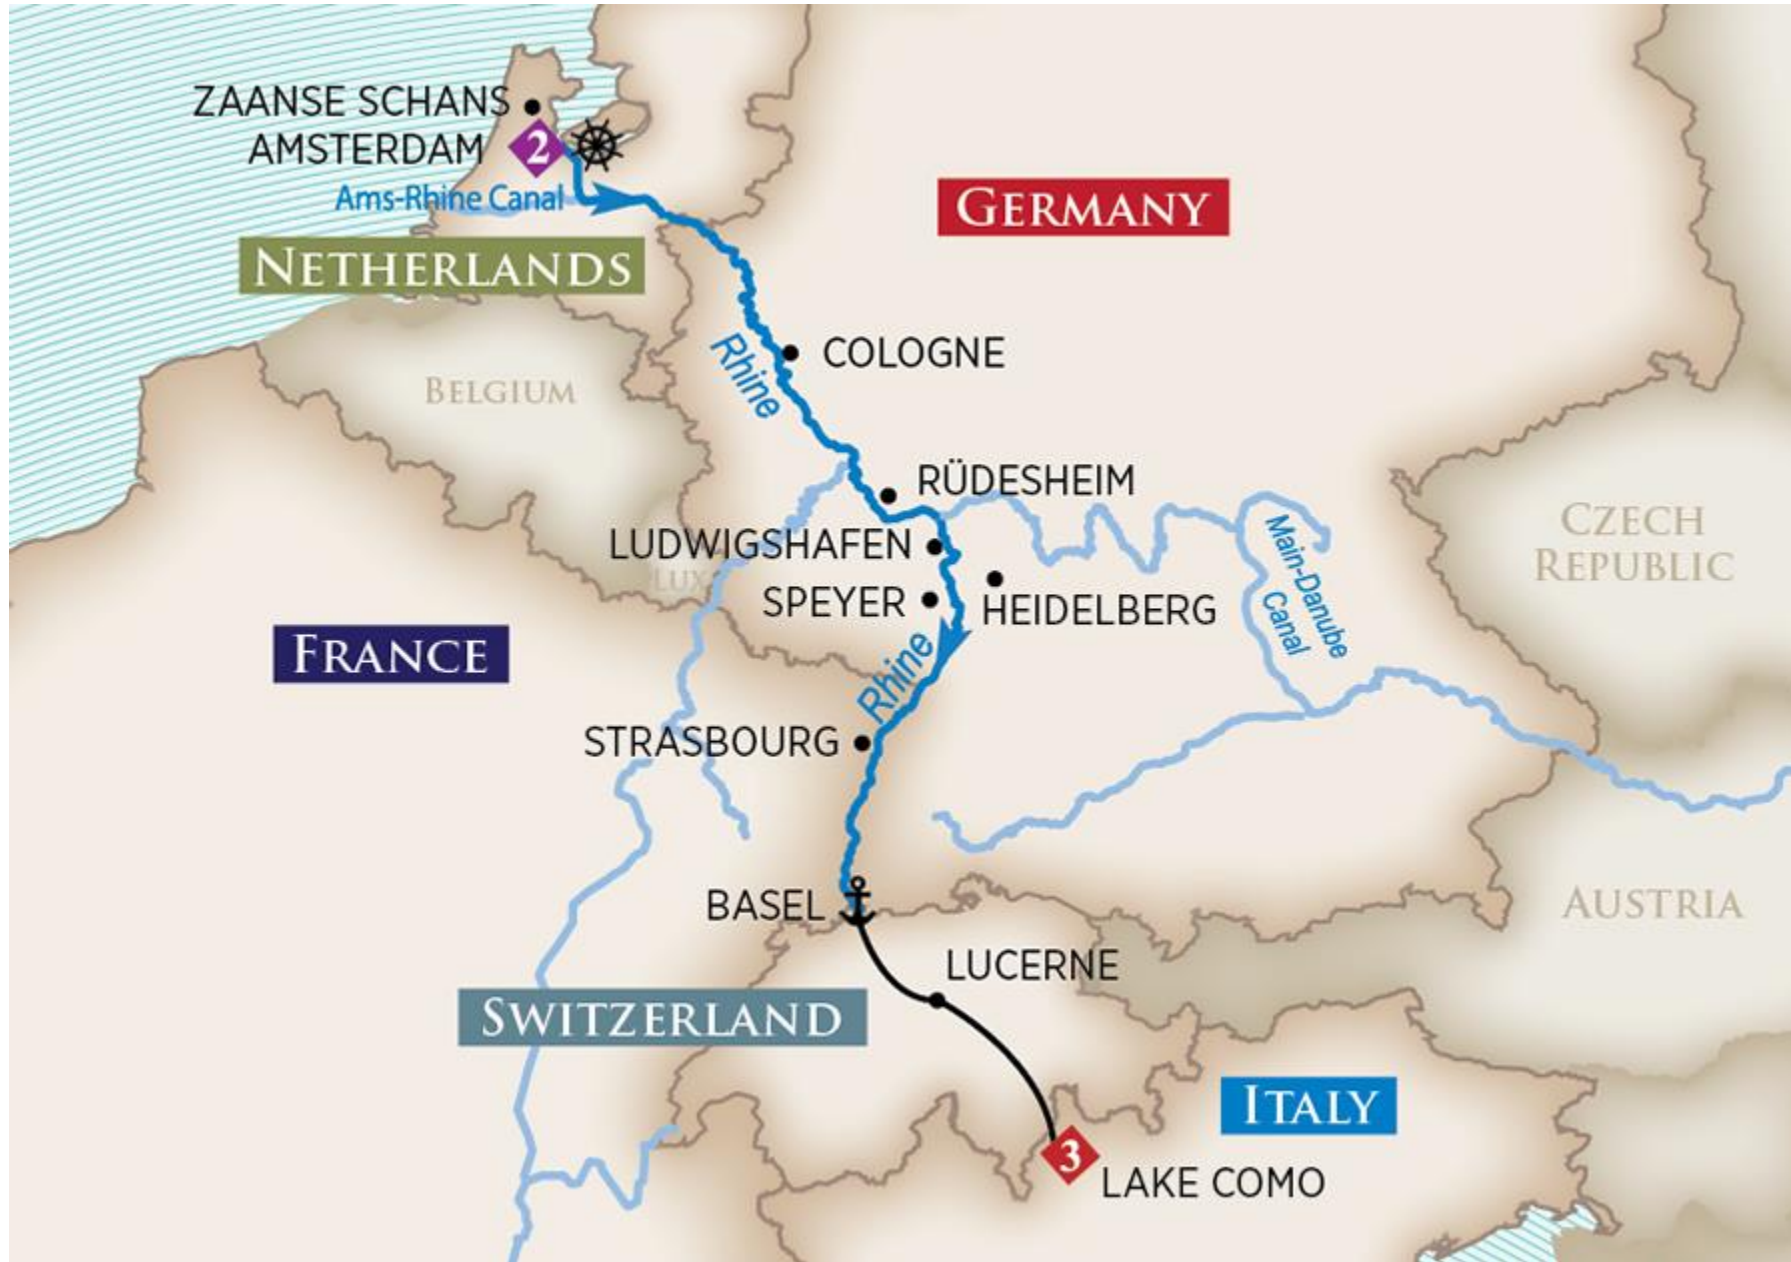 ZAANSE SCHANS
AMSTERDAM
2
Ams-Rhine Canal
GERMANY
NETHERLANDS
Rhine
COLOGNE
BELGIUM
RÜDESHEIM
LUDWIGSHAFEN
LUX
SPEYER
HEIDELBERG
Main-Danube
Canal
CZECH
REPUBLIC
FRANCE
Rhine
STRASBOURG
BASEL
AUSTRIA
LUCERNE
SWITZERLAND
ITALY
3
LAKE COMO